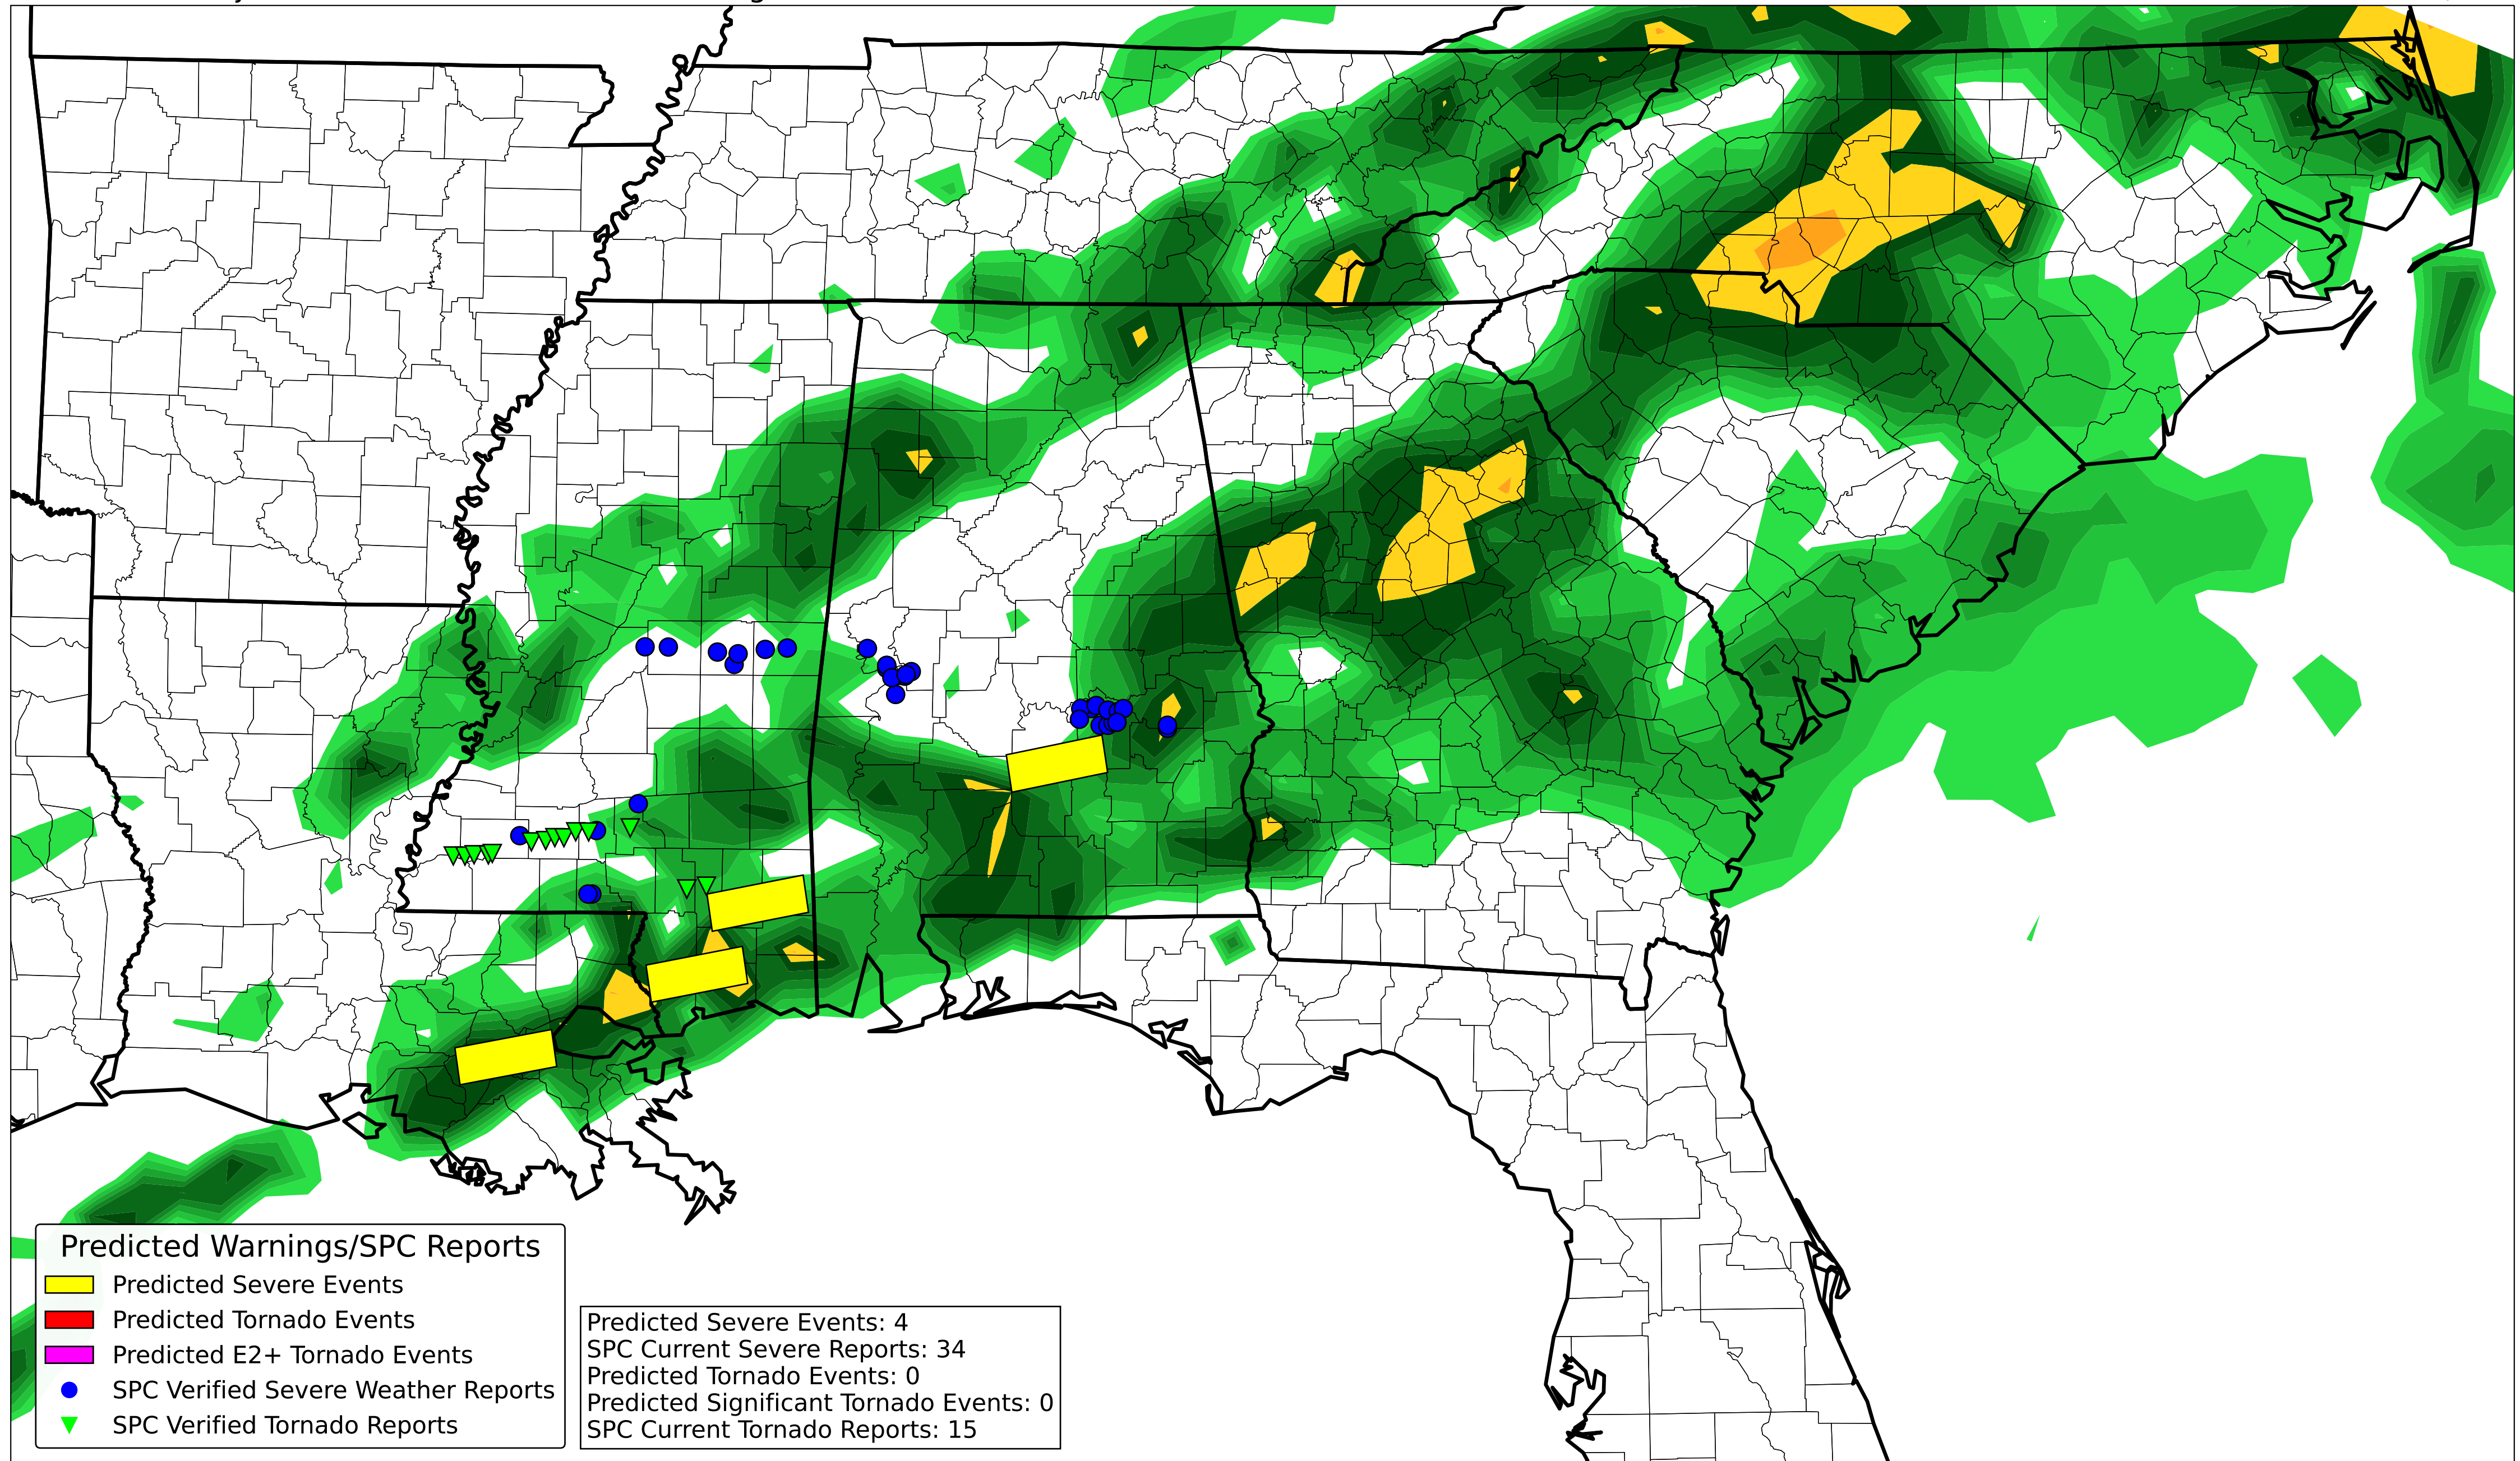 Predicted Warnings/SPC Reports
Predicted Severe Events
Predicted Tornado Events
Predicted E2+ Tornado Events
SPC Verified Severe Weather Reports
SPC Verified Tornado Reports
Predicted Severe Events: 4
SPC Current Severe Reports: 34
Predicted Tornado Events: 0
Predicted Significant Tornado Events: 0
SPC Current Tornado Reports: 15